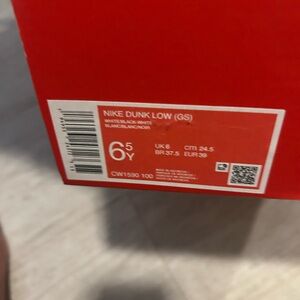 NIKE DUNK LOW (GS)
WHITE/BLACK-WHITE
BLANC/BLANC/NOIR
6 5 Y
UK 6 CM 24.5
BR 37.5 EUR 39
CW1590 100